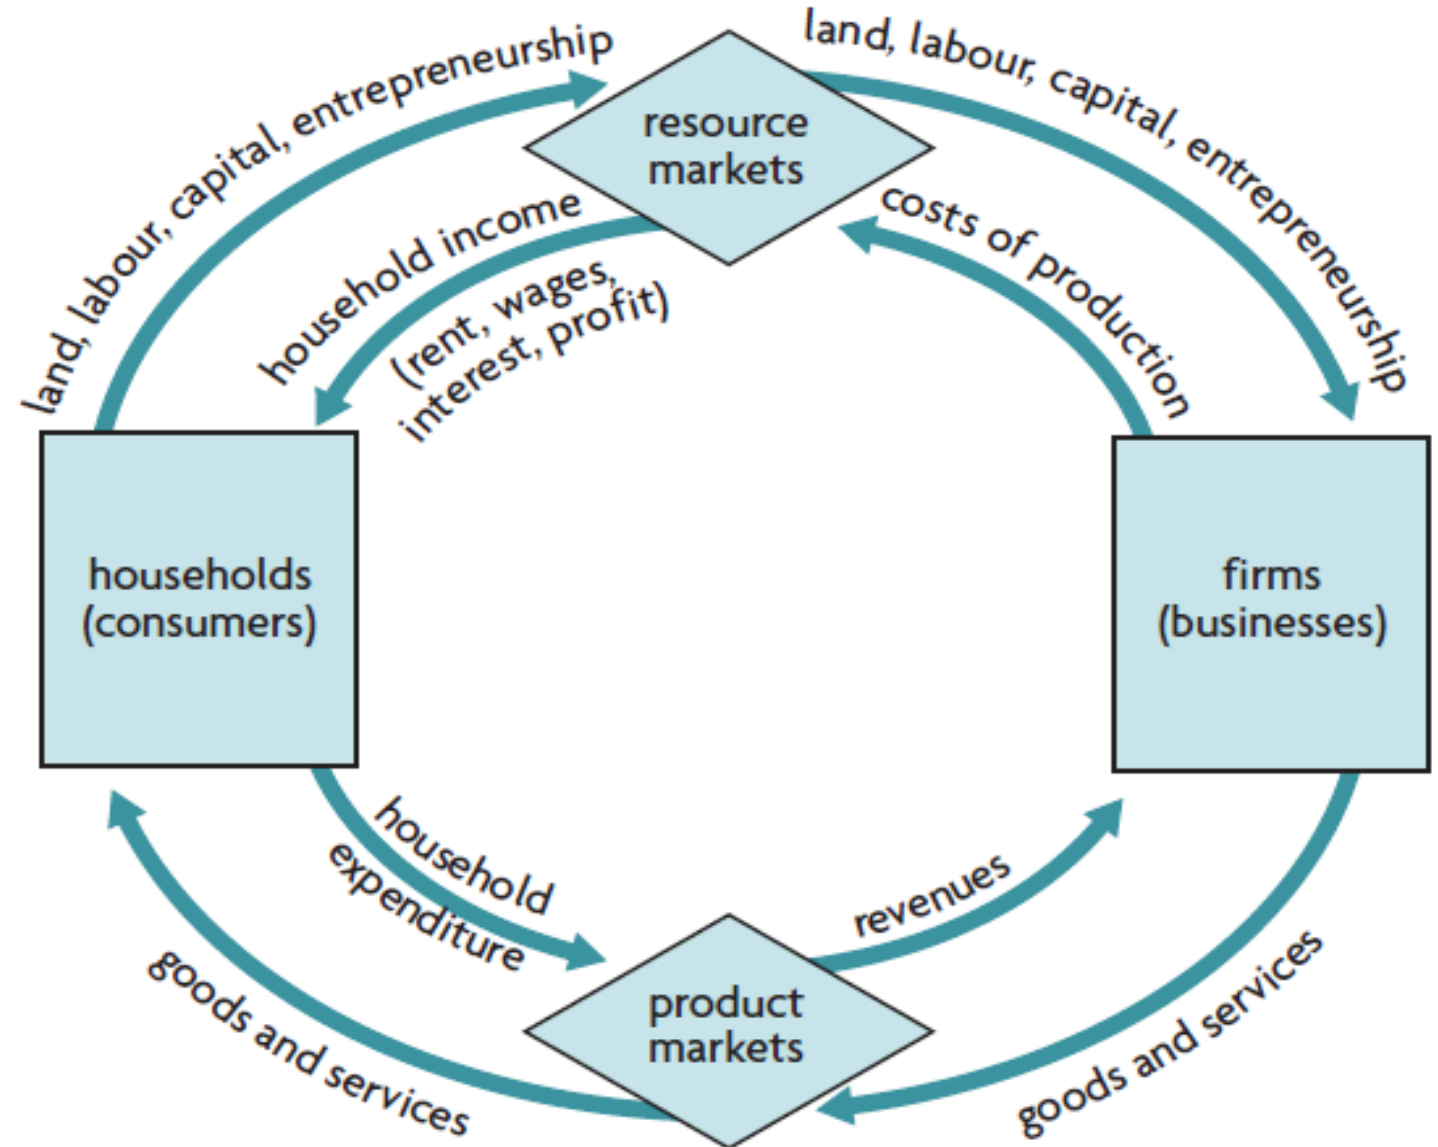 land, labour, capital, entrepreneurship
land, labour, capital, entrepreneurship
resource
markets
household income
(rent, wages,
interest, profit)
costs of production
households
(consumers)
firms
(businesses)
household
expenditure
revenues
goods and services
product
markets
goods and services